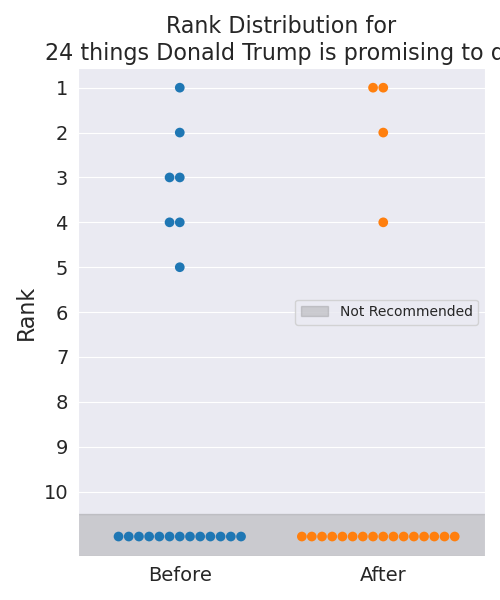 Rank Distribution for
24 things Donald Trump is promising to
1
2
3
4
5
6
7
8
9
10
Rank
Not Recommended
Before
After